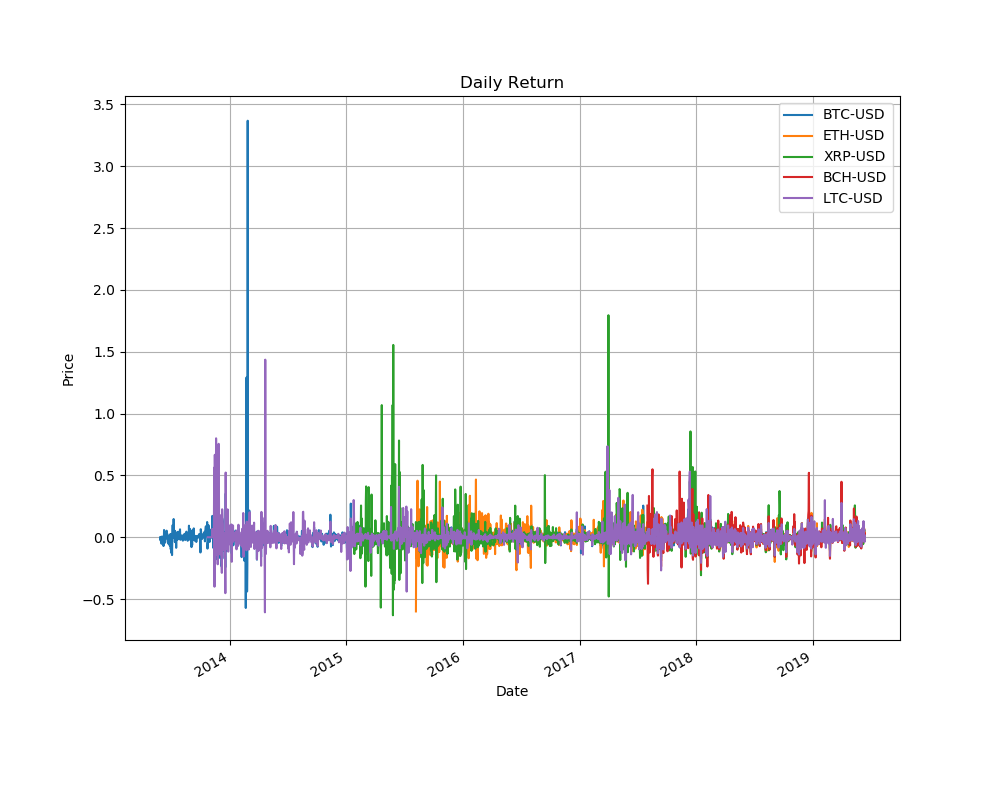 Daily Return
3.5
3.0
2.5
2.0
1.5
1.0
0.5
0.0
−0.5
Price
BTC-USD
ETH-USD
XRP-USD
BCH-USD
LTC-USD
2014
2015
2016
2017
2018
2019
Date